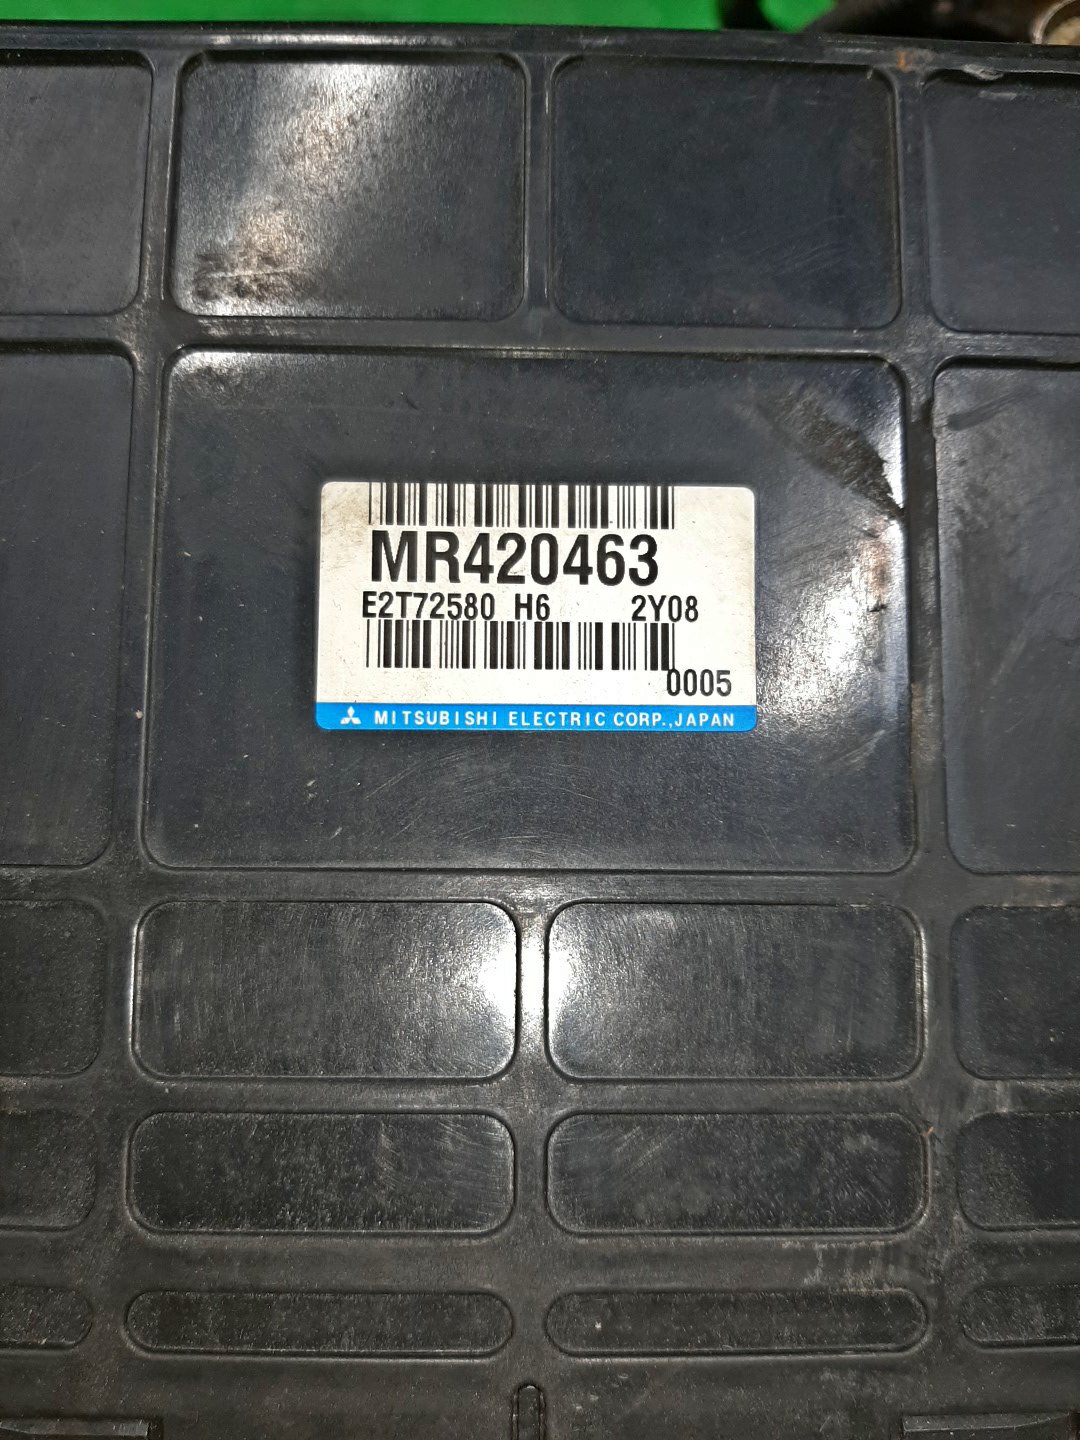 MR420463
E2T72580 H6 2Y08
0005
MITSUBISHI ELECTRIC CORP.,JAPAN